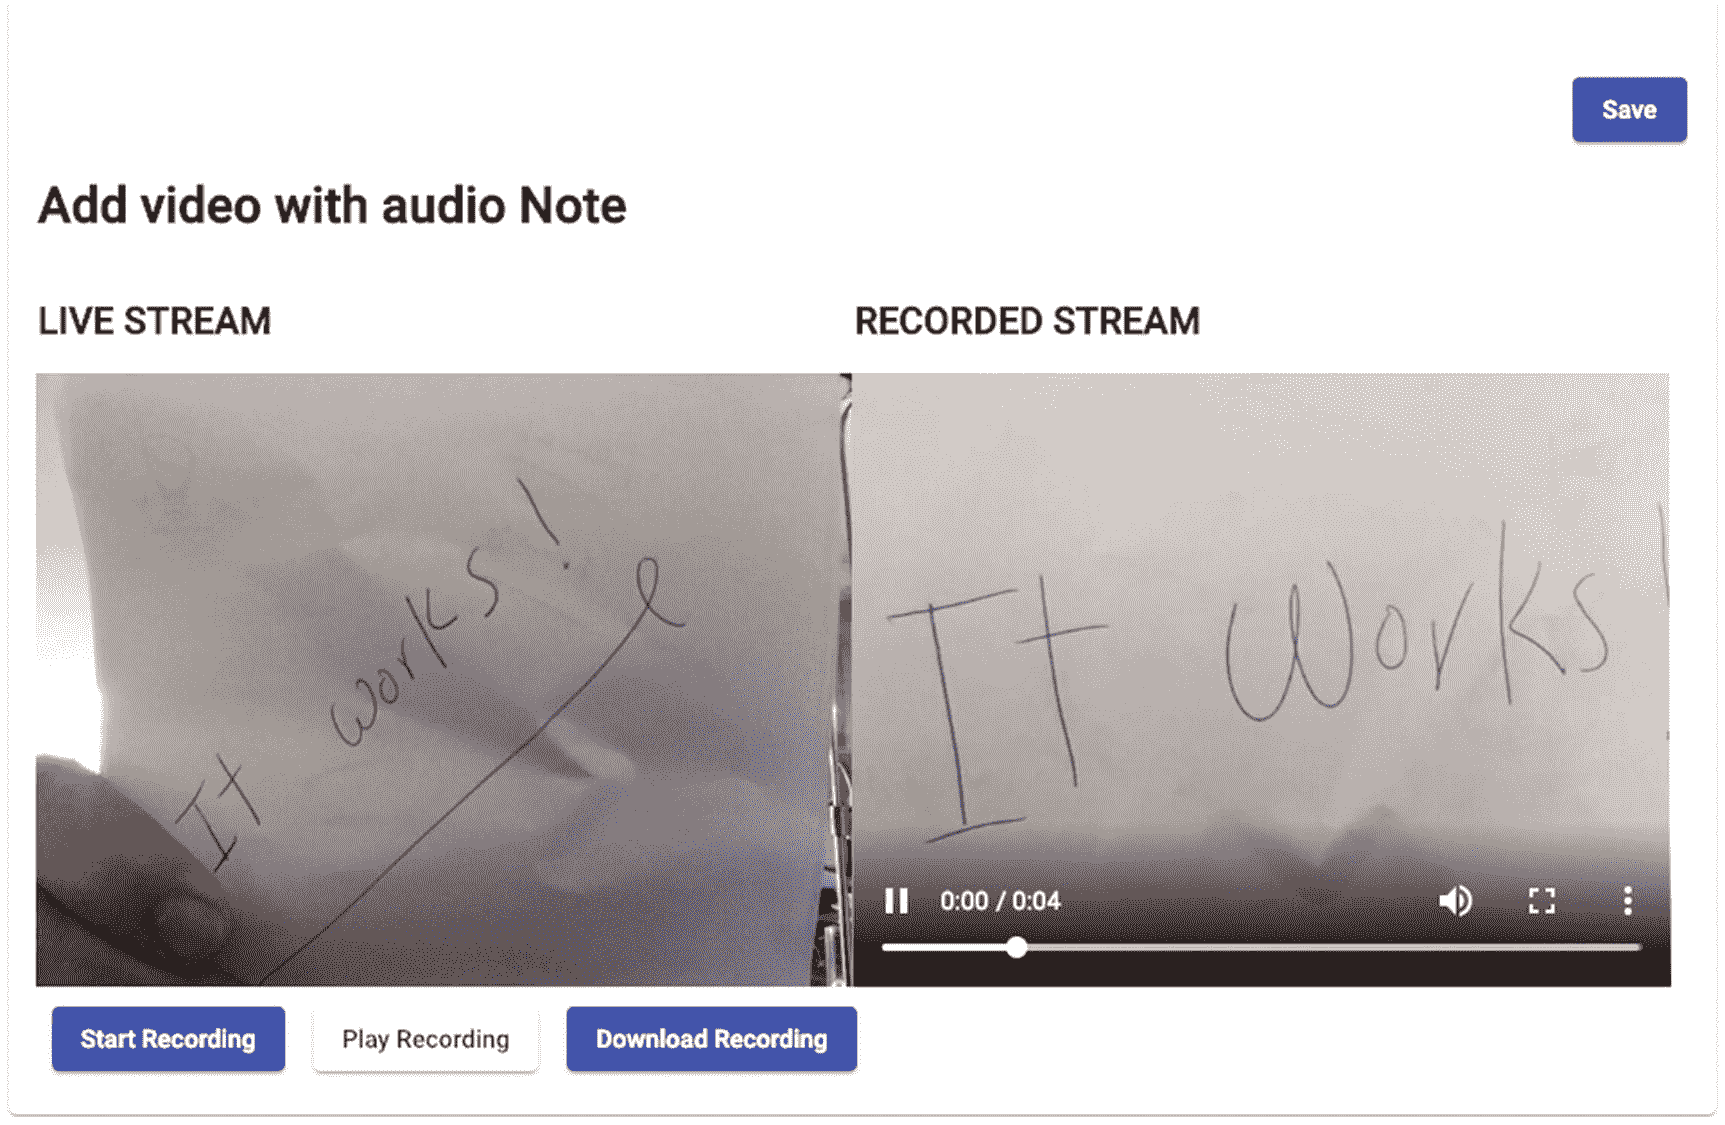 Save
Add video with audio Note
LIVE STREAM
RECORDED STREAM
It works!
It Works!
0:00 / 0:04
Start Recording
Play Recording
Download Recording